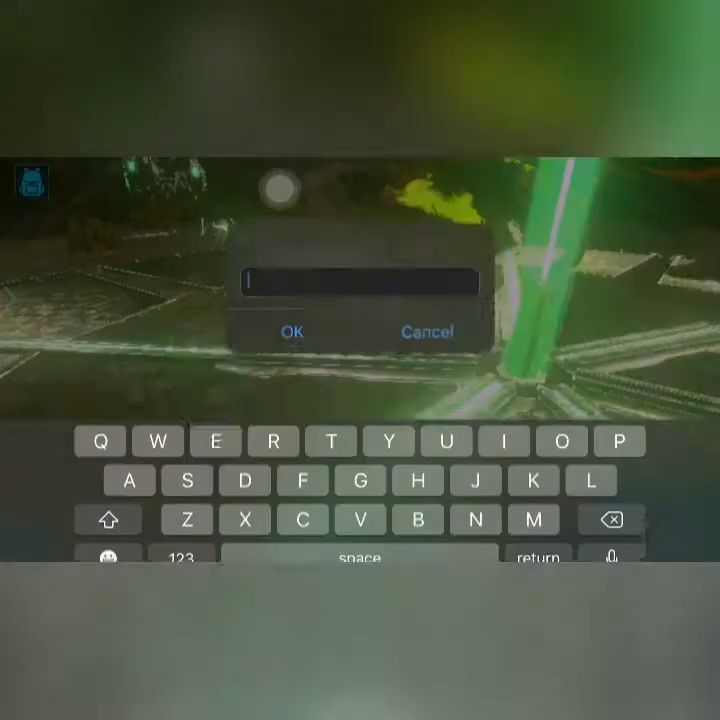 OK Cancel
Q W E R T Y U I O P
A S D F G H J K L
Z X C V B N M
123 space return